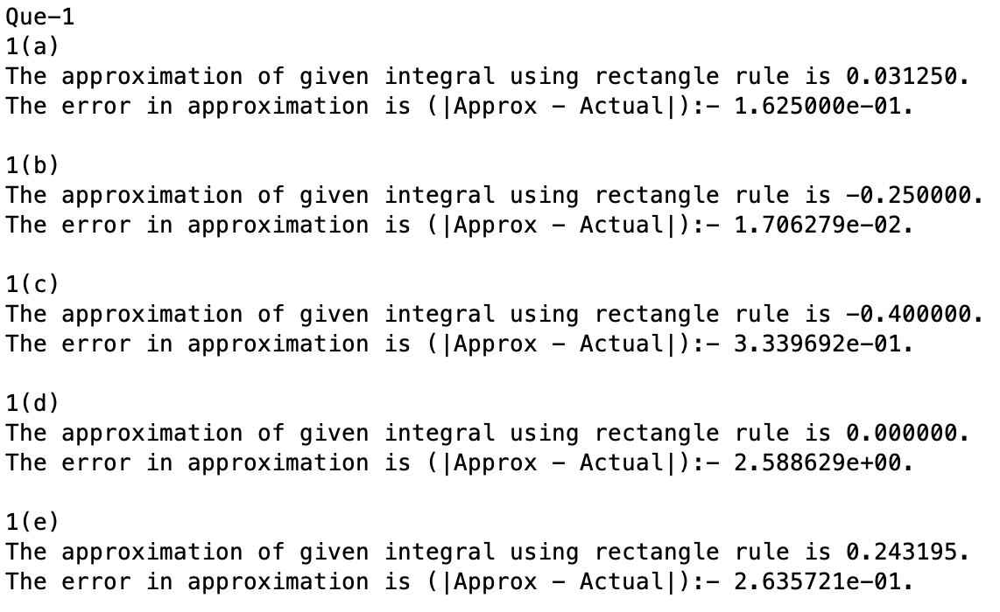 Que-1
1(a)
The approximation of given integral using rectangle rule is 0.031250.
The error in approximation is (|Approx - Actual|):- 1.625000e-01.
1(b)
The approximation of given integral using rectangle rule is -0.250000.
The error in approximation is (|Approx - Actual|):- 1.706279e-02.
1(c)
The approximation of given integral using rectangle rule is -0.400000.
The error in approximation is (|Approx - Actual|):- 3.339692e-01.
1(d)
The approximation of given integral using rectangle rule is 0.000000.
The error in approximation is (|Approx - Actual|):- 2.588629e+00.
1(e)
The approximation of given integral using rectangle rule is 0.243195.
The error in approximation is (|Approx - Actual|):- 2.635721e-01.